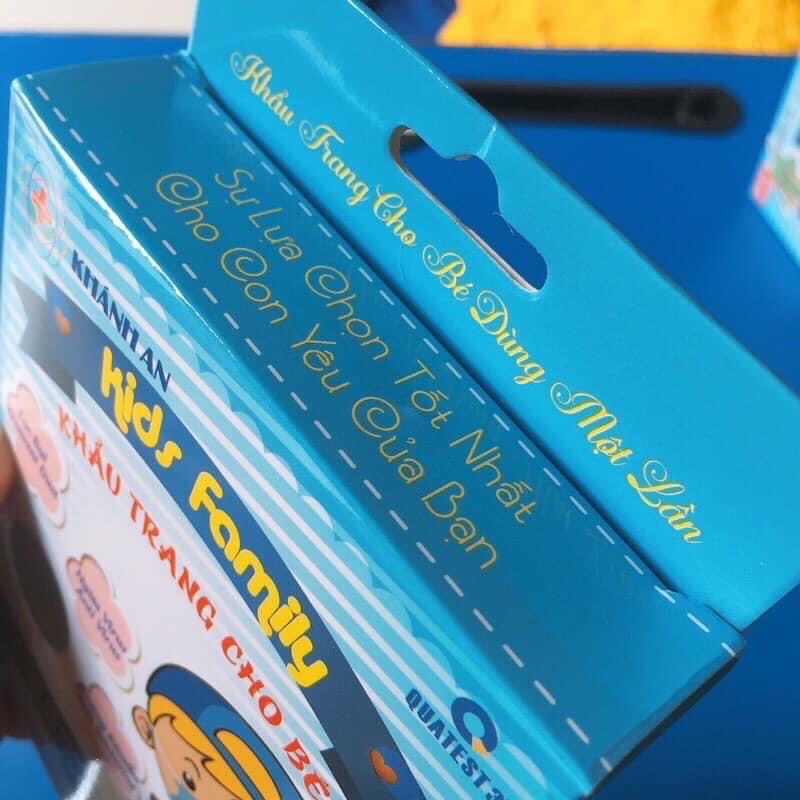 Khẩu Trang Cho Bé Dùng Một Lần
Sự Lựa Chọn Tốt Nhất
Cho Con Yêu Của Bạn
KHÁNH AN
Kids Family
KHẨU TRANG CHO BÉ
QUATEST 3